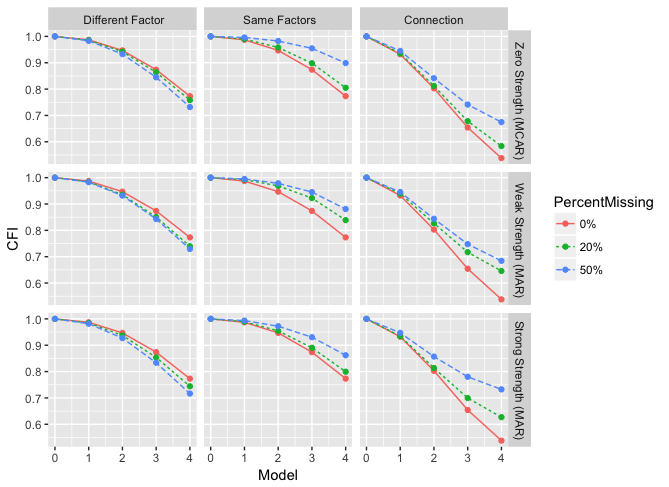 Different Factor
Same Factors
Connection
1.0
0.9
0.8
0.7
0.6
Zero Strength (MCAR)
1.0
0.9
0.8
0.7
0.6
Weak Strength (MAR)
1.0
0.9
0.8
0.7
0.6
Strong Strength (MAR)
CFI
0 1 2 3 4
0 1 2 3 4
0 1 2 3 4
Model
PercentMissing
0%
20%
50%